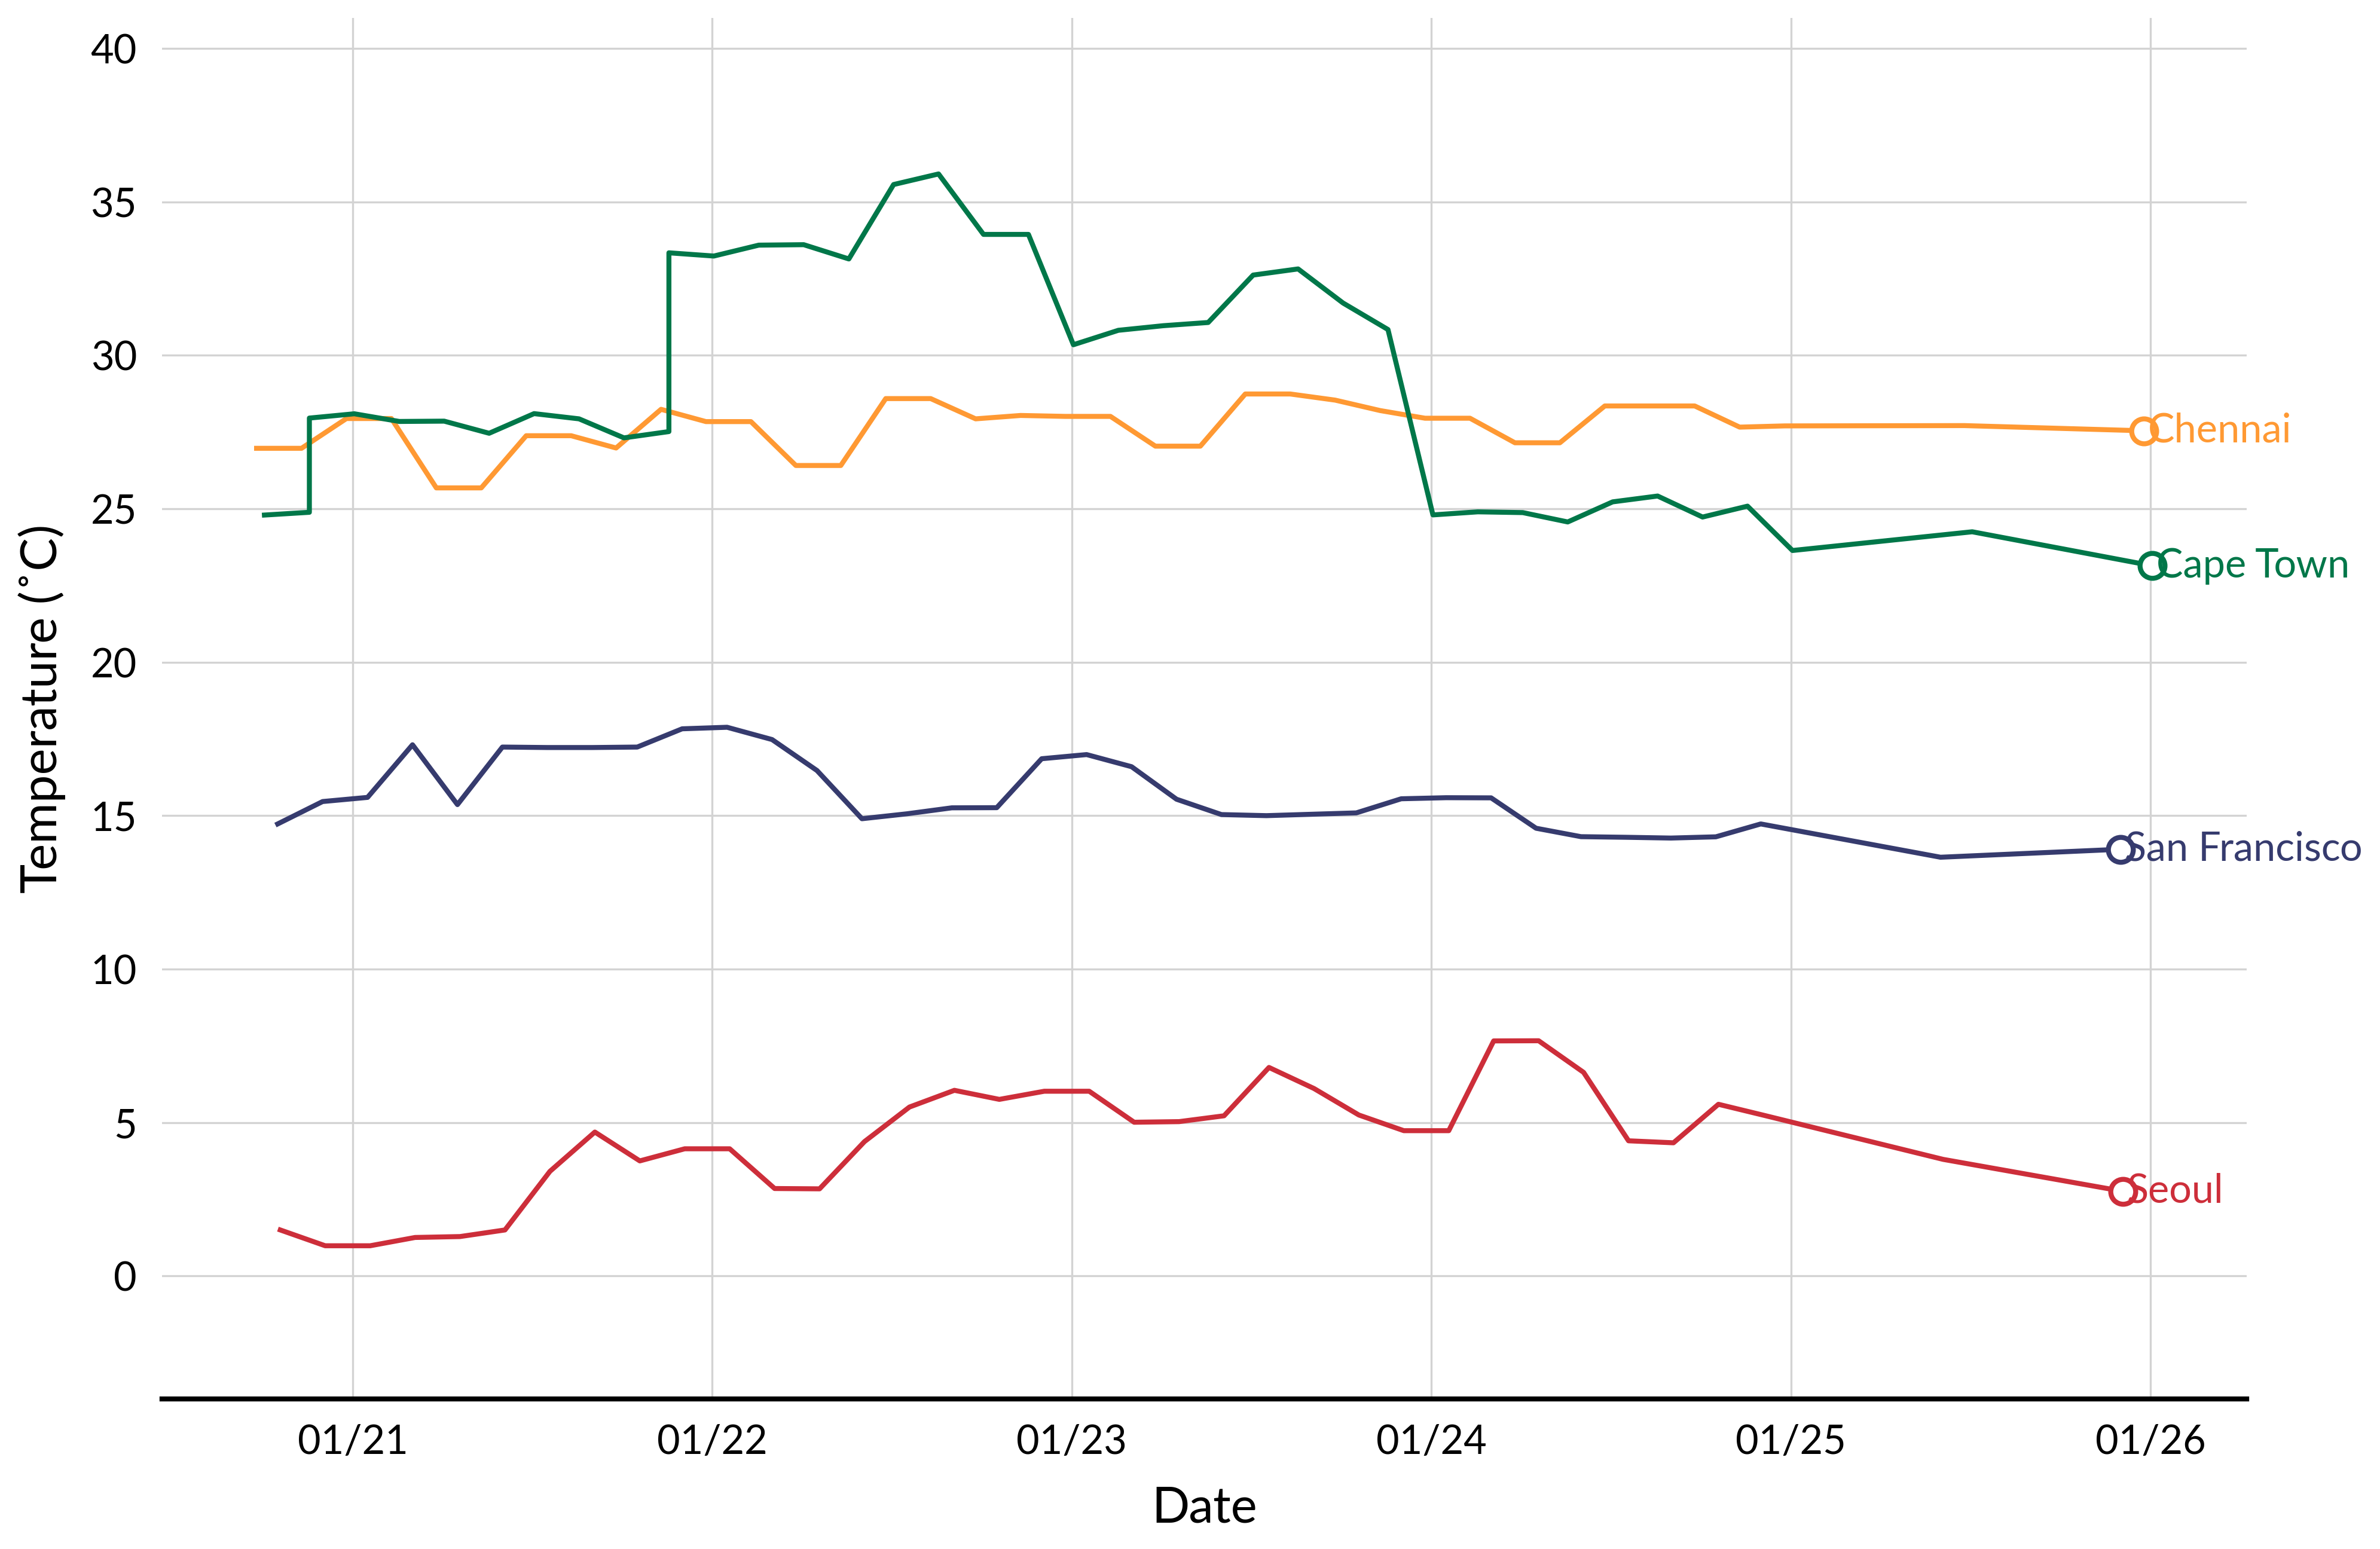 40
35
30
25
20
15
10
5
0
Temperature (°C)
Chennai
Cape Town
San Francisco
Seoul
01/21 01/22 01/23 01/24 01/25 01/26
Date